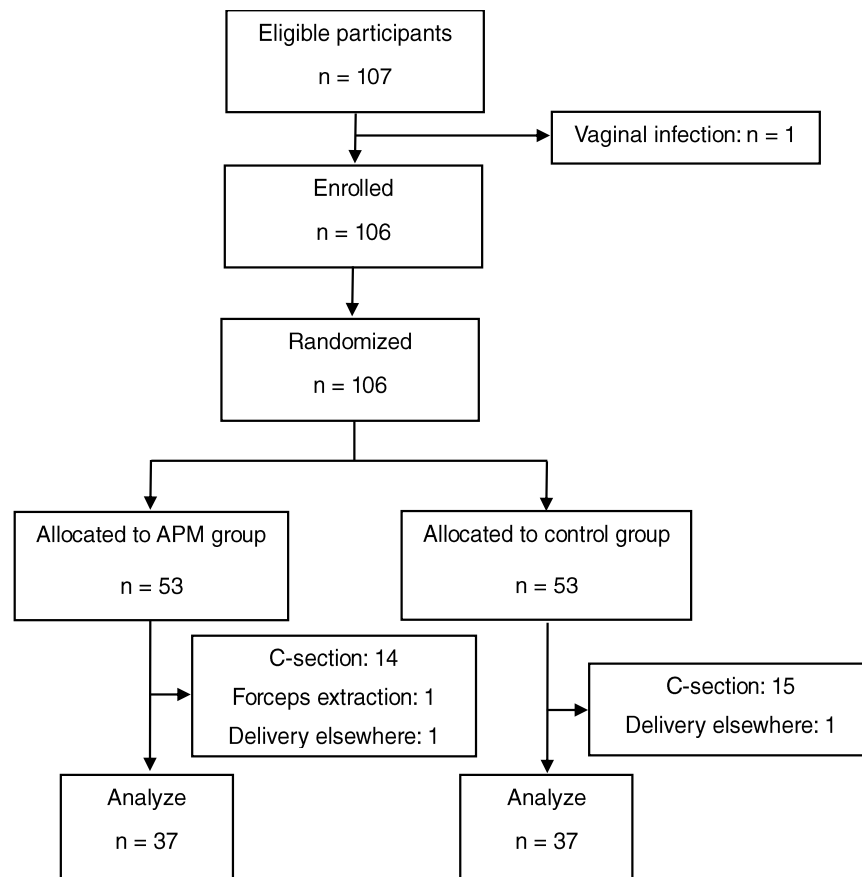 Eligible participants
n = 107
Vaginal infection: n = 1
Enrolled
n = 106
Randomized
n = 106
Allocated to APM group
n = 53
Allocated to control group
n = 53
C-section: 14
Forceps extraction: 1
Delivery elsewhere: 1
C-section: 15
Delivery elsewhere: 1
Analyze
n = 37
Analyze
n = 37